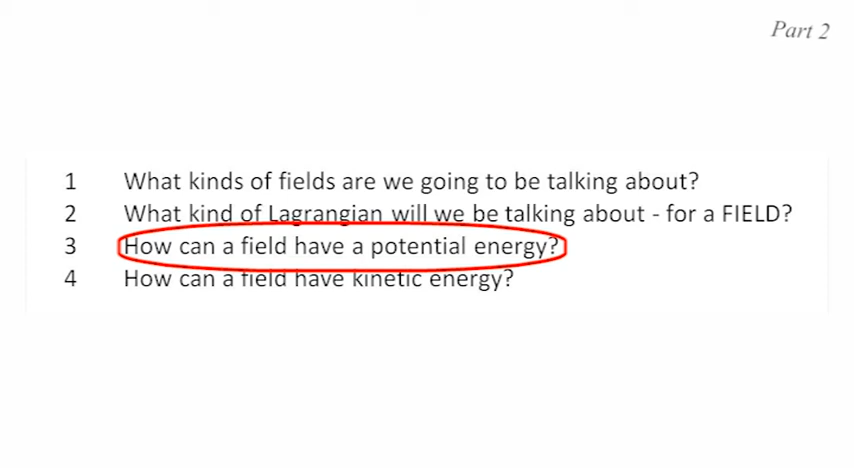 Part 2
1 What kinds of fields are we going to be talking about?
2 What kind of Lagrangian will we be talking about - for a FIELD?
3 How can a field have a potential energy?
4 How can a field have kinetic energy?